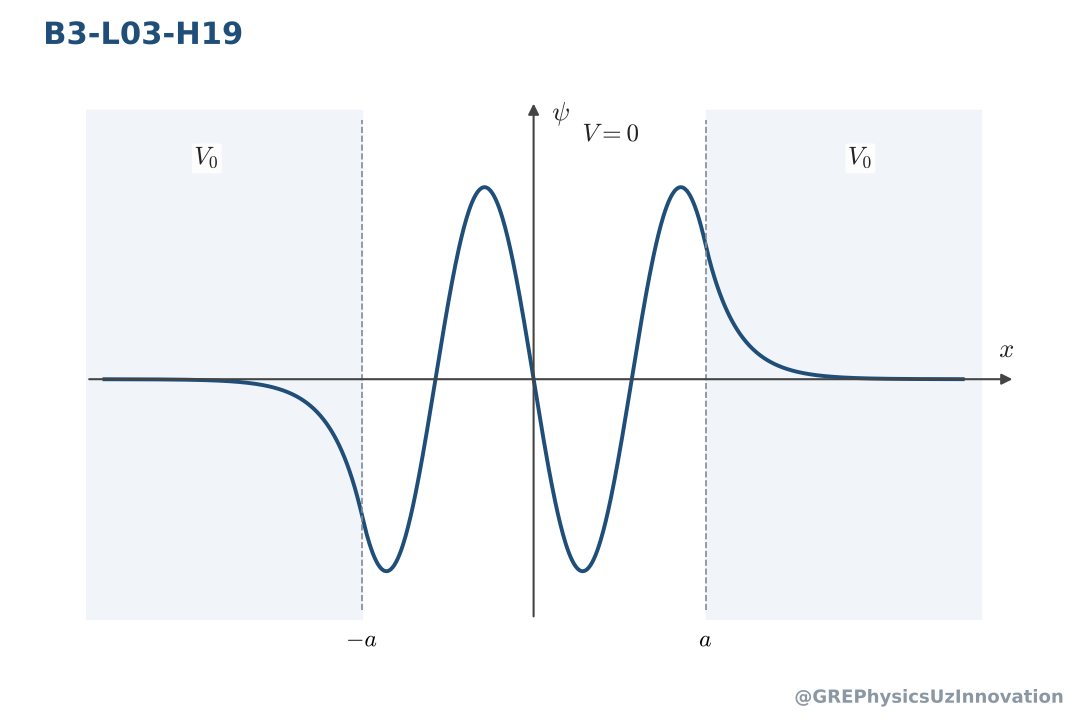 B3-L03-H19
ψ
V = 0
V₀
V₀
x
−a
a
@GREPhysicsUzInnovation